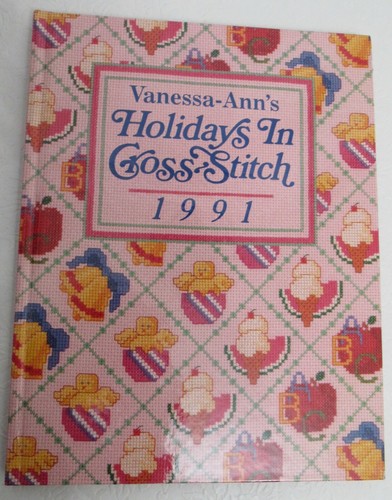 Vanessa-Ann's
Holidays In
Cross-Stitch
1991
B
C
B
C
B
C